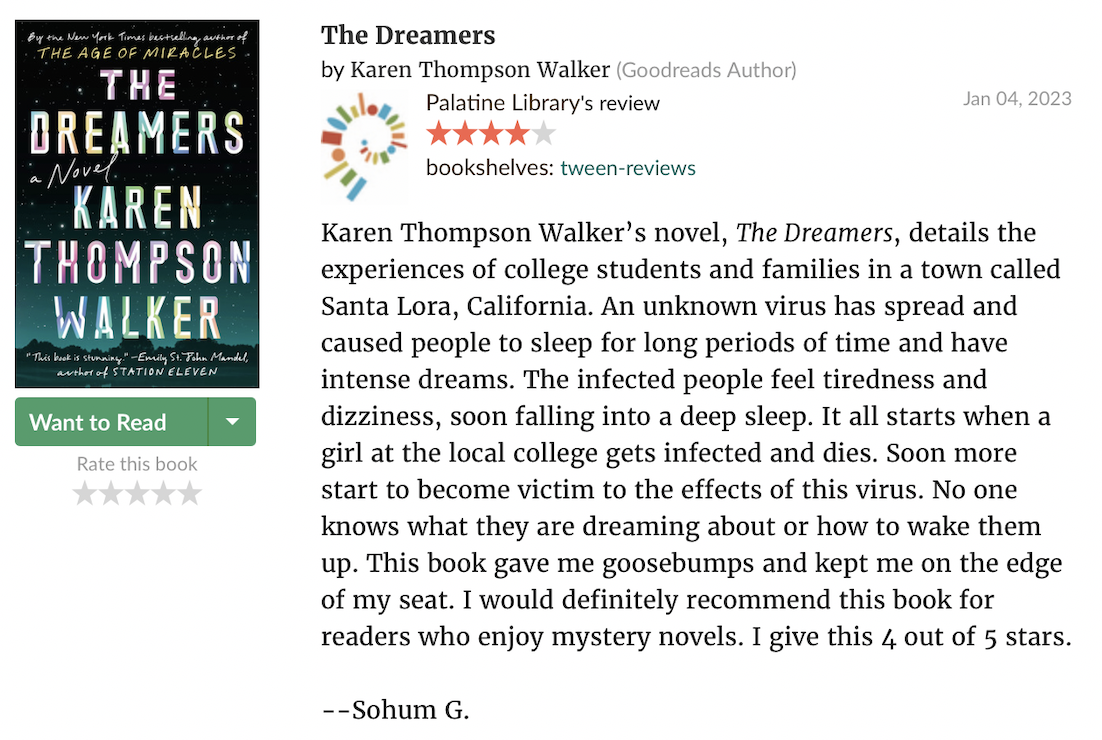 By the New York Times bestselling author of
THE AGE OF MIRACLES
THE
DREAMERS
a Novel
KAREN
THOMPSON
WALKER
"This book is stunning." —Emily St. John Mandel,
author of STATION ELEVEN
Want to Read
Rate this book
The Dreamers
by Karen Thompson Walker (Goodreads Author)
Palatine Library's review
Jan 04, 2023
bookshelves: tween-reviews
Karen Thompson Walker’s novel, The Dreamers, details the
experiences of college students and families in a town called
Santa Lora, California. An unknown virus has spread and
caused people to sleep for long periods of time and have
intense dreams. The infected people feel tiredness and
dizziness, soon falling into a deep sleep. It all starts when a
girl at the local college gets infected and dies. Soon more
start to become victim to the effects of this virus. No one
knows what they are dreaming about or how to wake them
up. This book gave me goosebumps and kept me on the edge
of my seat. I would definitely recommend this book for
readers who enjoy mystery novels. I give this 4 out of 5 stars.
--Sohum G.